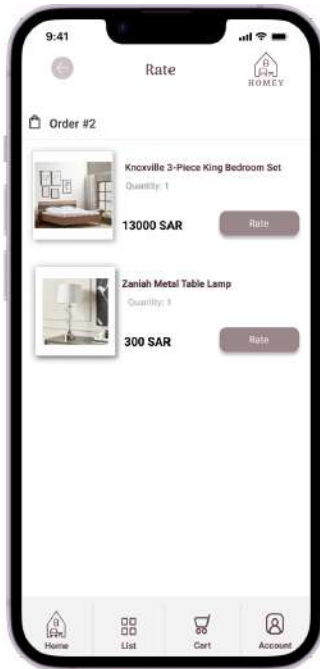 9:41
Rate
HOMEY
Order #2
Knoxville 3-Piece King Bedroom Set
Quantity: 1
13000 SAR
Rate
Zaniah Metal Table Lamp
Quantity: 1
300 SAR
Rate
Home
List
Cart
Account